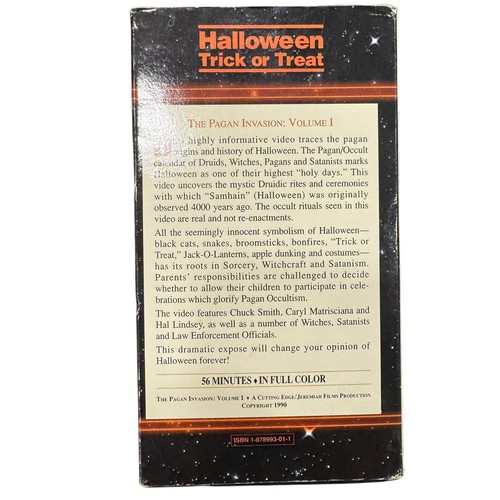 Halloween
Trick or Treat
THE PAGAN INVASION: VOLUME I
highly informative video traces the pagan
origins and history of Halloween. The Pagan/Occult
calendar of Druids, Witches, Pagans and Satanists marks
Halloween as one of their highest "holy days." This
video uncovers the mystic Druidic rites and ceremonies
with which "Samhain" (Halloween) was originally
observed 4000 years ago. The occult rituals seen in this
video are real and not re-enactments.
All the seemingly innocent symbolism of Halloween—
black cats, snakes, broomsticks, bonfires, "Trick or
Treat," Jack-O-Lanterns, apple dunking and costumes—
has its roots in Sorcery, Witchcraft and Satanism.
Parents' responsibilities are challenged to decide
whether to allow their children to participate in cele-
brations which glorify Pagan Occultism.
The video features Chuck Smith, Caryl Matrisciana and
Hal Lindsey, as well as a number of Witches, Satanists
and Law Enforcement Officials.
This dramatic expose will change your opinion of
Halloween forever!
56 MINUTES ♦ IN FULL COLOR
THE PAGAN INVASION: VOLUME I ♦ A CUTTING EDGE/JEREMIAH FILMS PRODUCTION
COPYRIGHT 1990
ISBN 1-878993-01-1